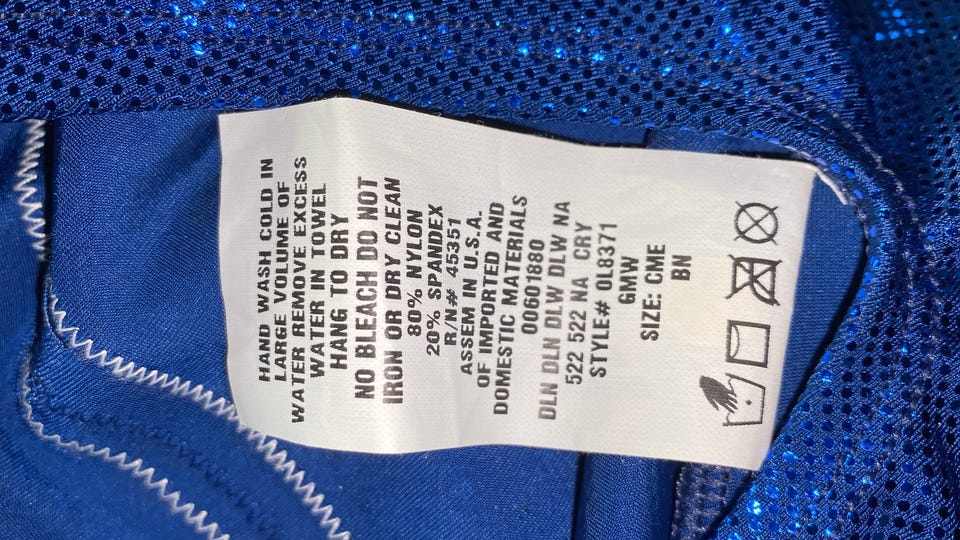 HAND WASH COLD IN
LARGE VOLUME OF
WATER REMOVE EXCESS
WATER IN TOWEL
HANG TO DRY
NO BLEACH DO NOT
IRON OR DRY CLEAN
80% NYLON
20% SPANDEX
R/N# 45351
ASSEM IN U.S.A.
OF IMPORTED AND
DOMESTIC MATERIALS
00601880
DLN DLN DLW DLW NA
522 522 NA CRY
STYLE# OL8371
GMW
SIZE: CME
BN